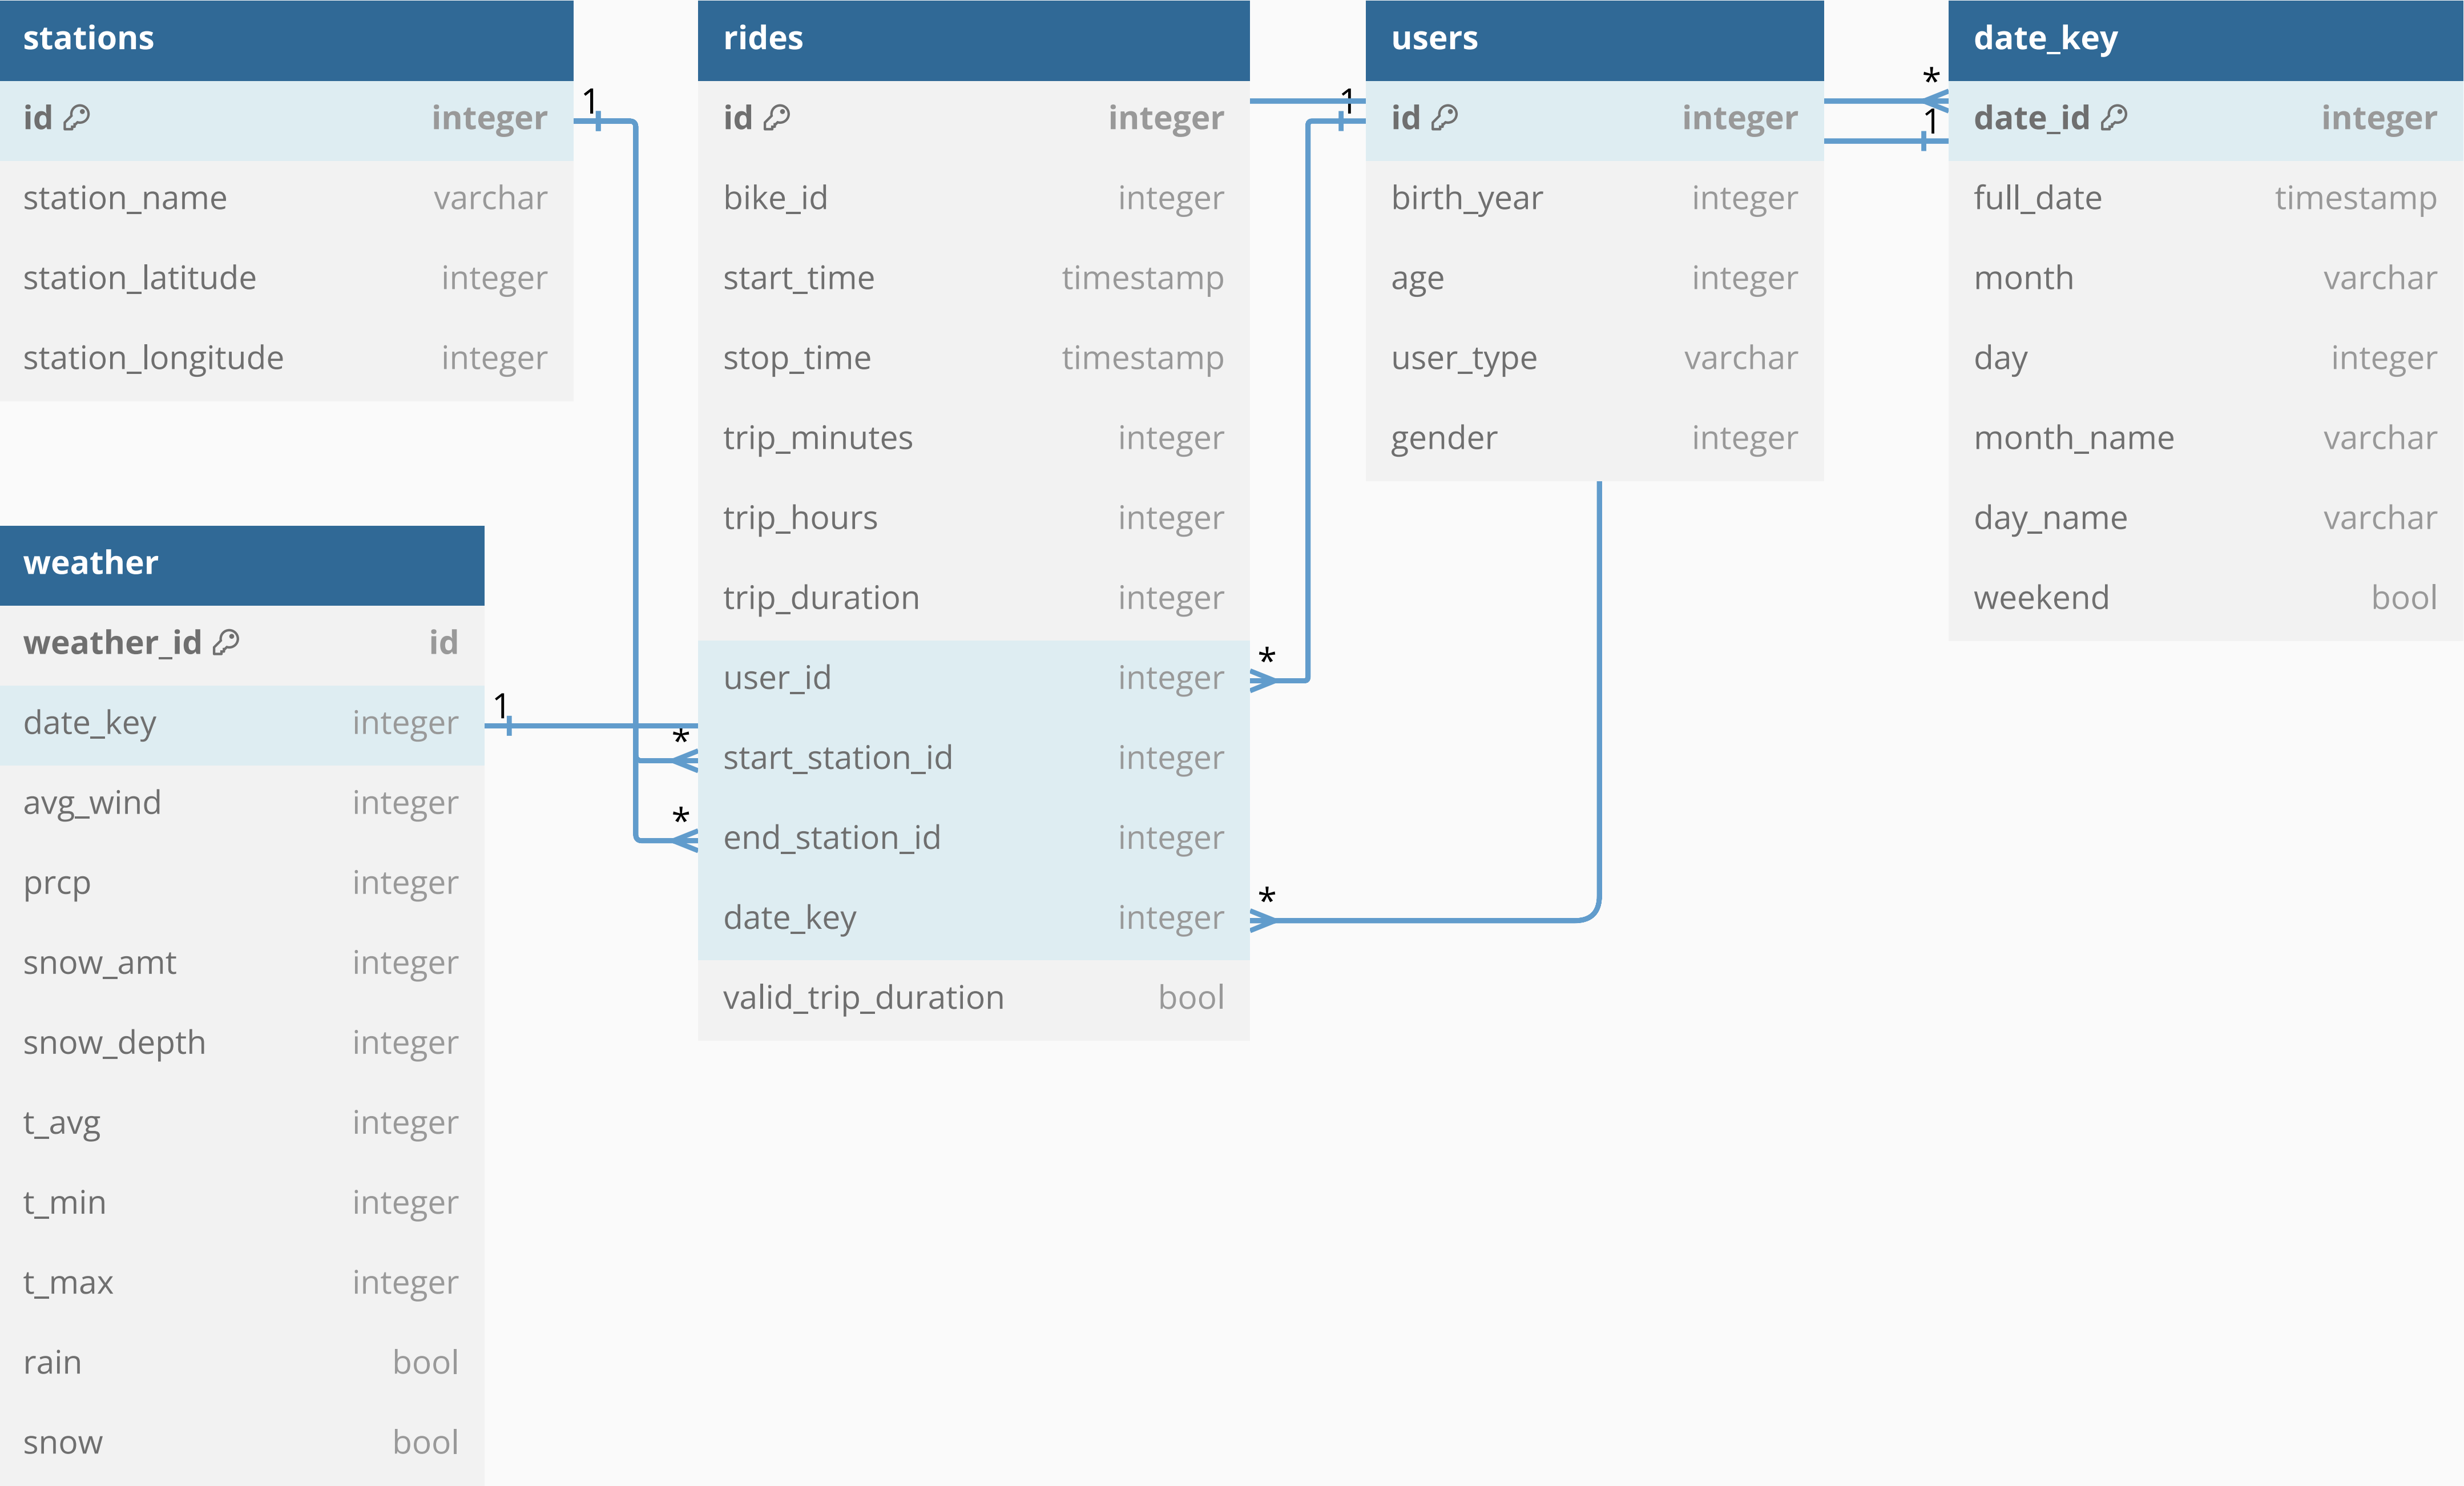 stations
id integer
station_name varchar
station_latitude integer
station_longitude integer
weather
weather_id id
date_key integer
avg_wind integer
prcp integer
snow_amt integer
snow_depth integer
t_avg integer
t_min integer
t_max integer
rain bool
snow bool
1
1
*
*
rides
id integer
bike_id integer
start_time timestamp
stop_time timestamp
trip_minutes integer
trip_hours integer
trip_duration integer
user_id integer
start_station_id integer
end_station_id integer
date_key integer
valid_trip_duration bool
1
*
*
users
id integer
birth_year integer
age integer
user_type varchar
gender integer
*
1
date_key
date_id integer
full_date timestamp
month varchar
day integer
month_name varchar
day_name varchar
weekend bool